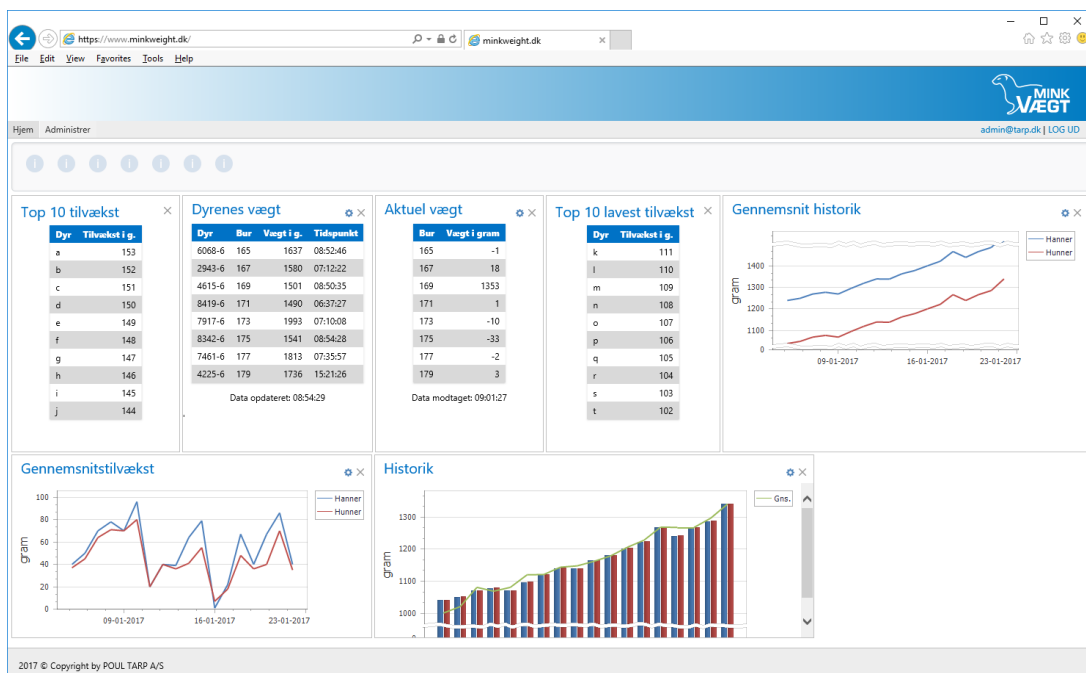 https://www.minkweight.dk/
minkweight.dk
File Edit View Favorites Tools Help
MINK
VÆGT
Hjem Administrer
admin@tarp.dk | LOG UD
Top 10 tilvækst
Dyr Tilvækst i g.
a 153
b 152
c 151
d 150
e 149
f 148
g 147
h 146
i 145
j 144
Dyrenes vægt
Dyr Bur Vægt i g. Tidspunkt
6068-6 165 1637 08:52:46
2943-6 167 1580 07:12:22
4615-6 169 1501 08:50:35
8419-6 171 1490 06:37:27
7917-6 173 1993 07:10:08
8342-6 175 1541 08:54:28
7461-6 177 1813 07:35:57
4225-6 179 1736 15:21:26
Data opdateret: 08:54:29
Aktuel vægt
Bur Vægt i gram
165 -1
167 18
169 1353
171 1
173 -10
175 -33
177 -2
179 3
Data modtaget: 09:01:27
Top 10 lavest tilvækst
Dyr Tilvækst i g.
k 111
l 110
m 109
n 108
o 107
p 106
q 105
r 104
s 103
t 102
Gennemsnit historik
Hanner
Hunner
gram
1400
1300
1200
1100
0
09-01-2017 16-01-2017 23-01-2017
Gennemsnitstilvækst
Hanner
Hunner
gram
100
80
60
40
20
0
09-01-2017 16-01-2017 23-01-2017
Historik
Gns.
gram
1300
1200
1100
1000
0
2017 © Copyright by POUL TARP A/S